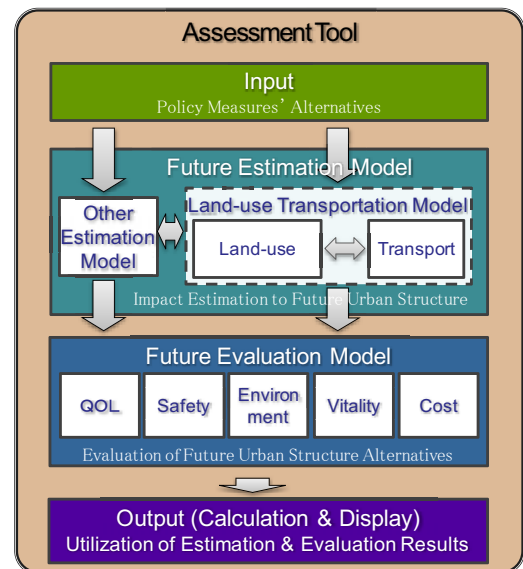 Assessment Tool
Input
Policy Measures' Alternatives
Future Estimation Model
Other
Estimation
Model
Land-use Transportation Model
Land-use
Transport
Impact Estimation to Future Urban Structure
Future Evaluation Model
QOL
Safety
Environ
ment
Vitality
Cost
Evaluation of Future Urban Structure Alternatives
Output (Calculation & Display)
Utilization of Estimation & Evaluation Results